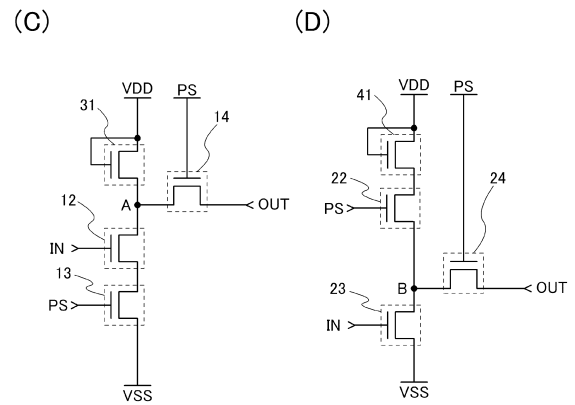 (C)
(D)
VDD
PS
31
14
A
OUT
12
IN
13
PS
VSS
VDD
PS
41
22
24
PS
B
OUT
23
IN
VSS